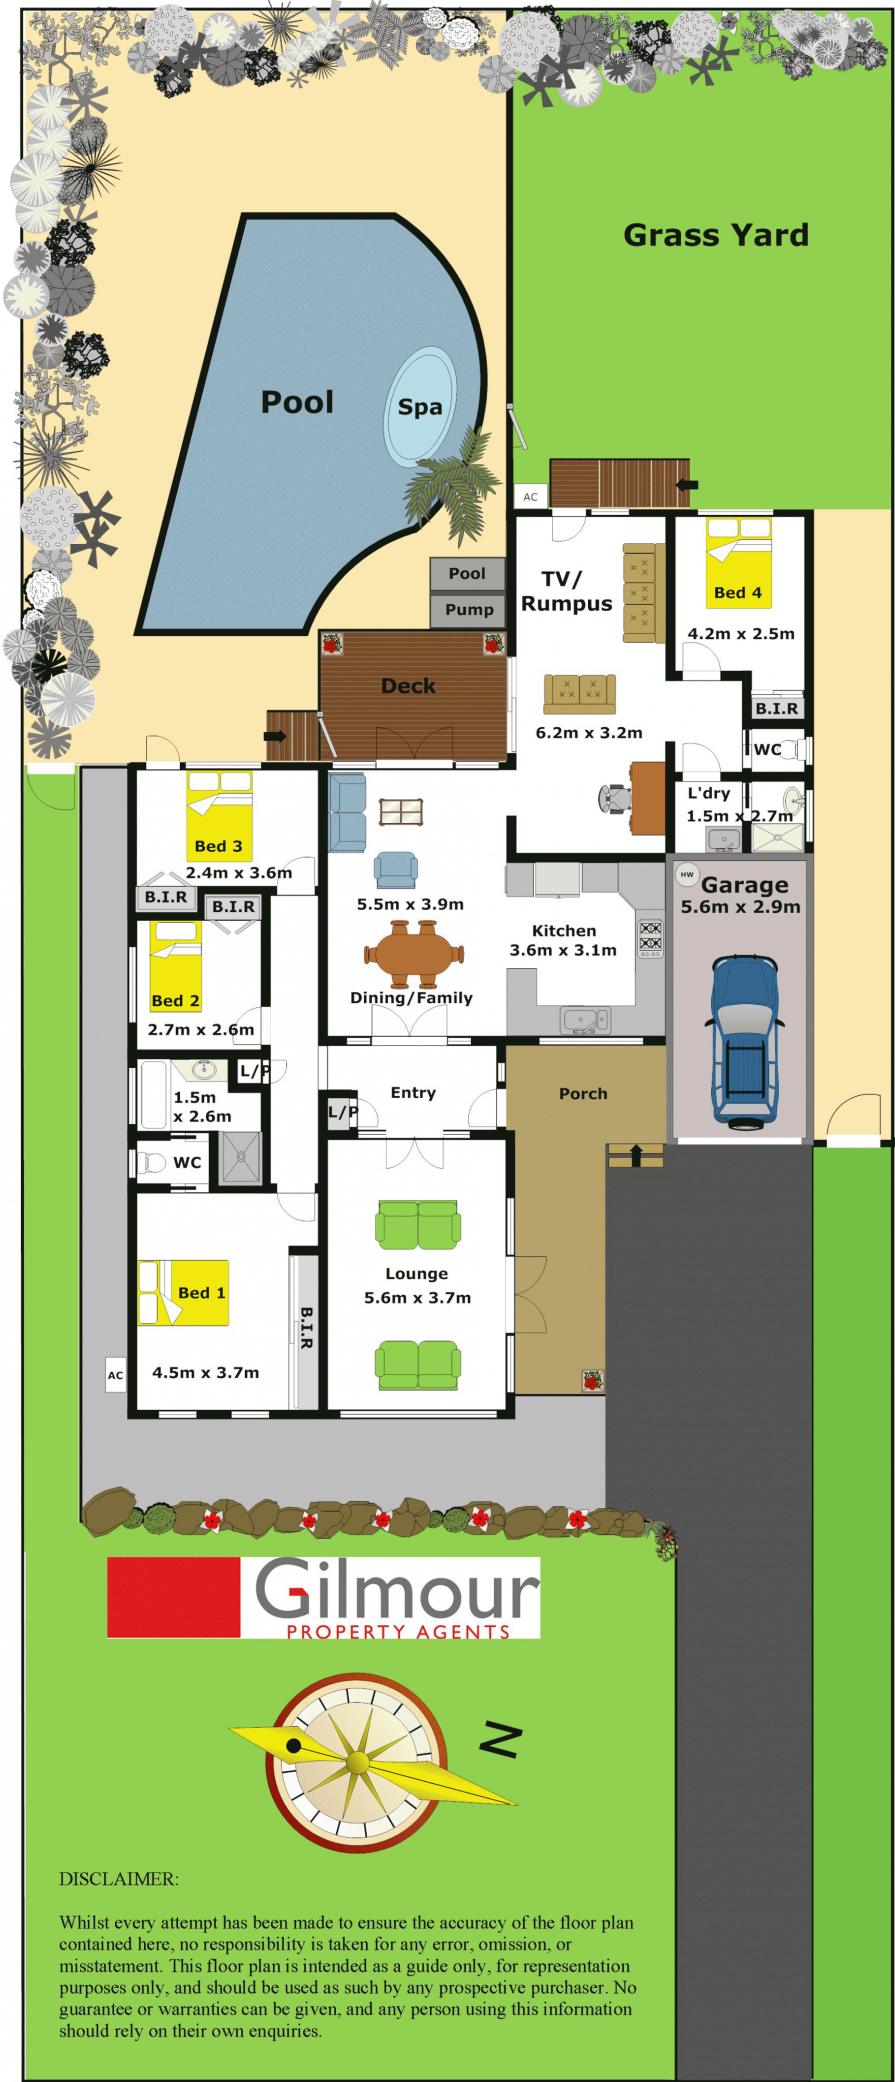 Grass Yard
Pool
Spa
AC
Pool
Pump
TV/
Rumpus
Bed 4
4.2m x 2.5m
Deck
B.I.R
6.2m x 3.2m
WC
L'dry
1.5m x 2.7m
Bed 3
2.4m x 3.6m
HW
Garage
5.6m x 2.9m
B.I.R
B.I.R
5.5m x 3.9m
Kitchen
3.6m x 3.1m
Bed 2
2.7m x 2.6m
Dining/Family
L/P
1.5m
x 2.6m
L/P
Entry
Porch
WC
Lounge
5.6m x 3.7m
Bed 1
B.I.R
4.5m x 3.7m
AC
Gilmour
PROPERTY AGENTS
N
DISCLAIMER:
Whilst every attempt has been made to ensure the accuracy of the floor plan
contained here, no responsibility is taken for any error, omission, or
misstatement. This floor plan is intended as a guide only, for representation
purposes only, and should be used as such by any prospective purchaser. No
guarantee or warranties can be given, and any person using this information
should rely on their own enquiries.